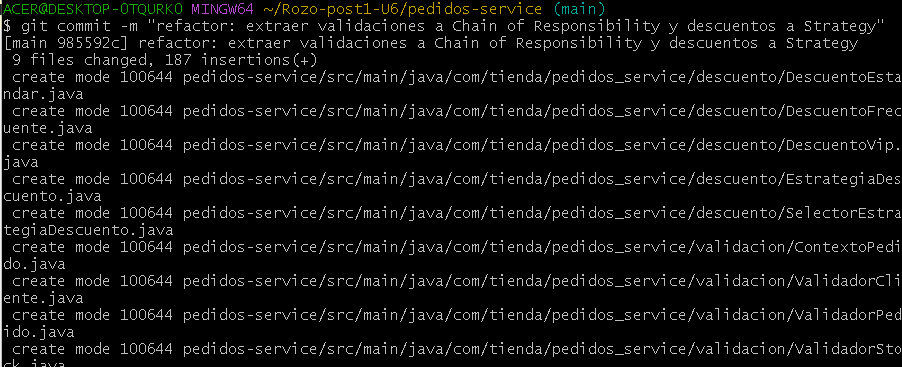 ACER@DESKTOP-OTQURKO MINGW64 ~/Rozo-post1-U6/pedidos-service (main)
$ git commit -m "refactor: extraer validaciones a Chain of Responsibility y descuentos a Strategy"
[main 985592c] refactor: extraer validaciones a Chain of Responsibility y descuentos a Strategy
 9 files changed, 187 insertions(+)
 create mode 100644 pedidos-service/src/main/java/com/tienda/pedidos_service/descuento/DescuentoEsta
ndar.java
 create mode 100644 pedidos-service/src/main/java/com/tienda/pedidos_service/descuento/DescuentoFrec
uente.java
 create mode 100644 pedidos-service/src/main/java/com/tienda/pedidos_service/descuento/DescuentoVip.
java
 create mode 100644 pedidos-service/src/main/java/com/tienda/pedidos_service/descuento/EstrategiaDes
cuento.java
 create mode 100644 pedidos-service/src/main/java/com/tienda/pedidos_service/descuento/SelectorEstra
tegiaDescuento.java
 create mode 100644 pedidos-service/src/main/java/com/tienda/pedidos_service/validacion/ContextoPedi
do.java
 create mode 100644 pedidos-service/src/main/java/com/tienda/pedidos_service/validacion/ValidadorCli
ente.java
 create mode 100644 pedidos-service/src/main/java/com/tienda/pedidos_service/validacion/ValidadorPed
ido.java
 create mode 100644 pedidos-service/src/main/java/com/tienda/pedidos_service/validacion/ValidadorSto
ck.java